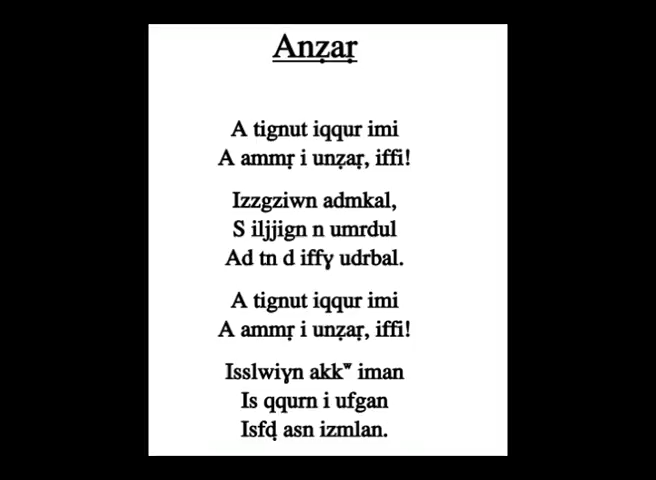 Anẓaṛ
A tignut iqqur imi
A ammṛ i unẓaṛ, iffi!
Izzgziwn admkal,
S iljjign n umrdul
Ad tn d iffɣ udrbal.
A tignut iqqur imi
A ammṛ i unẓaṛ, iffi!
Isslwiɣn akkʷ iman
Is qqurn i ufgan
Isfḍ asn izmlan.